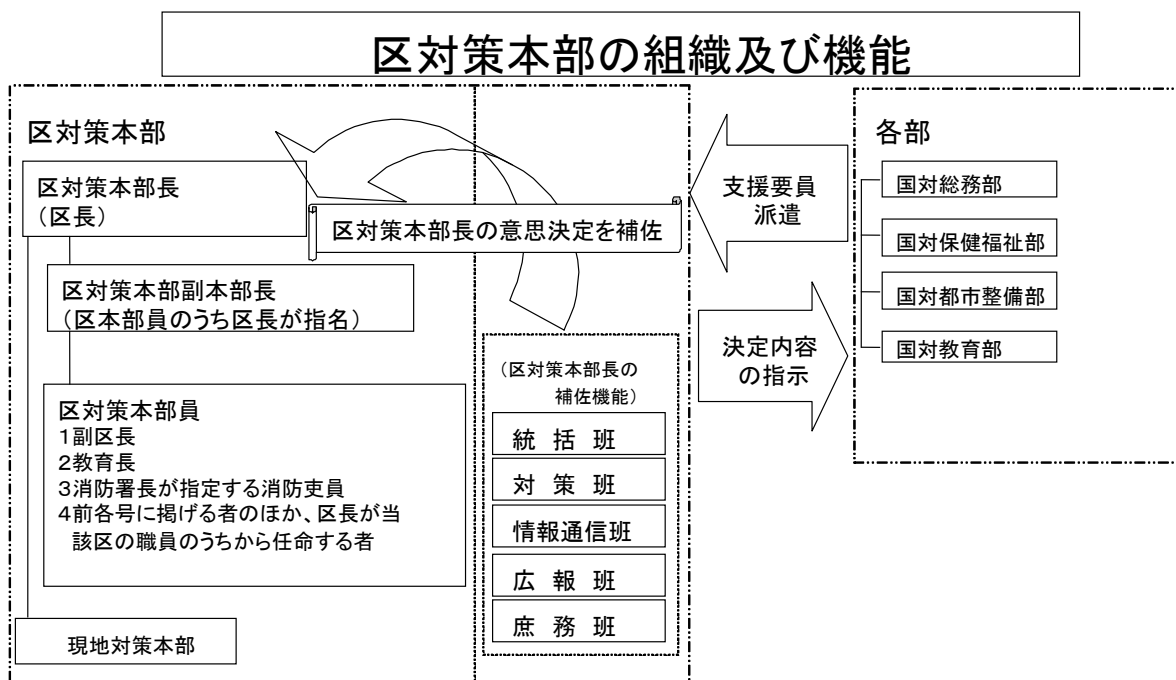 区対策本部の組織及び機能
区対策本部
区対策本部長
（区長）
区対策本部長の意思決定を補佐
区対策本部副本部長
（区本部員のうち区長が指名）
区対策本部員
1副区長
2教育長
3消防署長が指定する消防吏員
4前各号に掲げる者のほか、区長が当
該区の職員のうちから任命する者
現地対策本部
（区対策本部長の
補佐機能）
統 括 班
対 策 班
情報通信班
広 報 班
庶 務 班
支援要員
派遣
決定内容
の指示
各部
国対総務部
国対保健福祉部
国対都市整備部
国対教育部